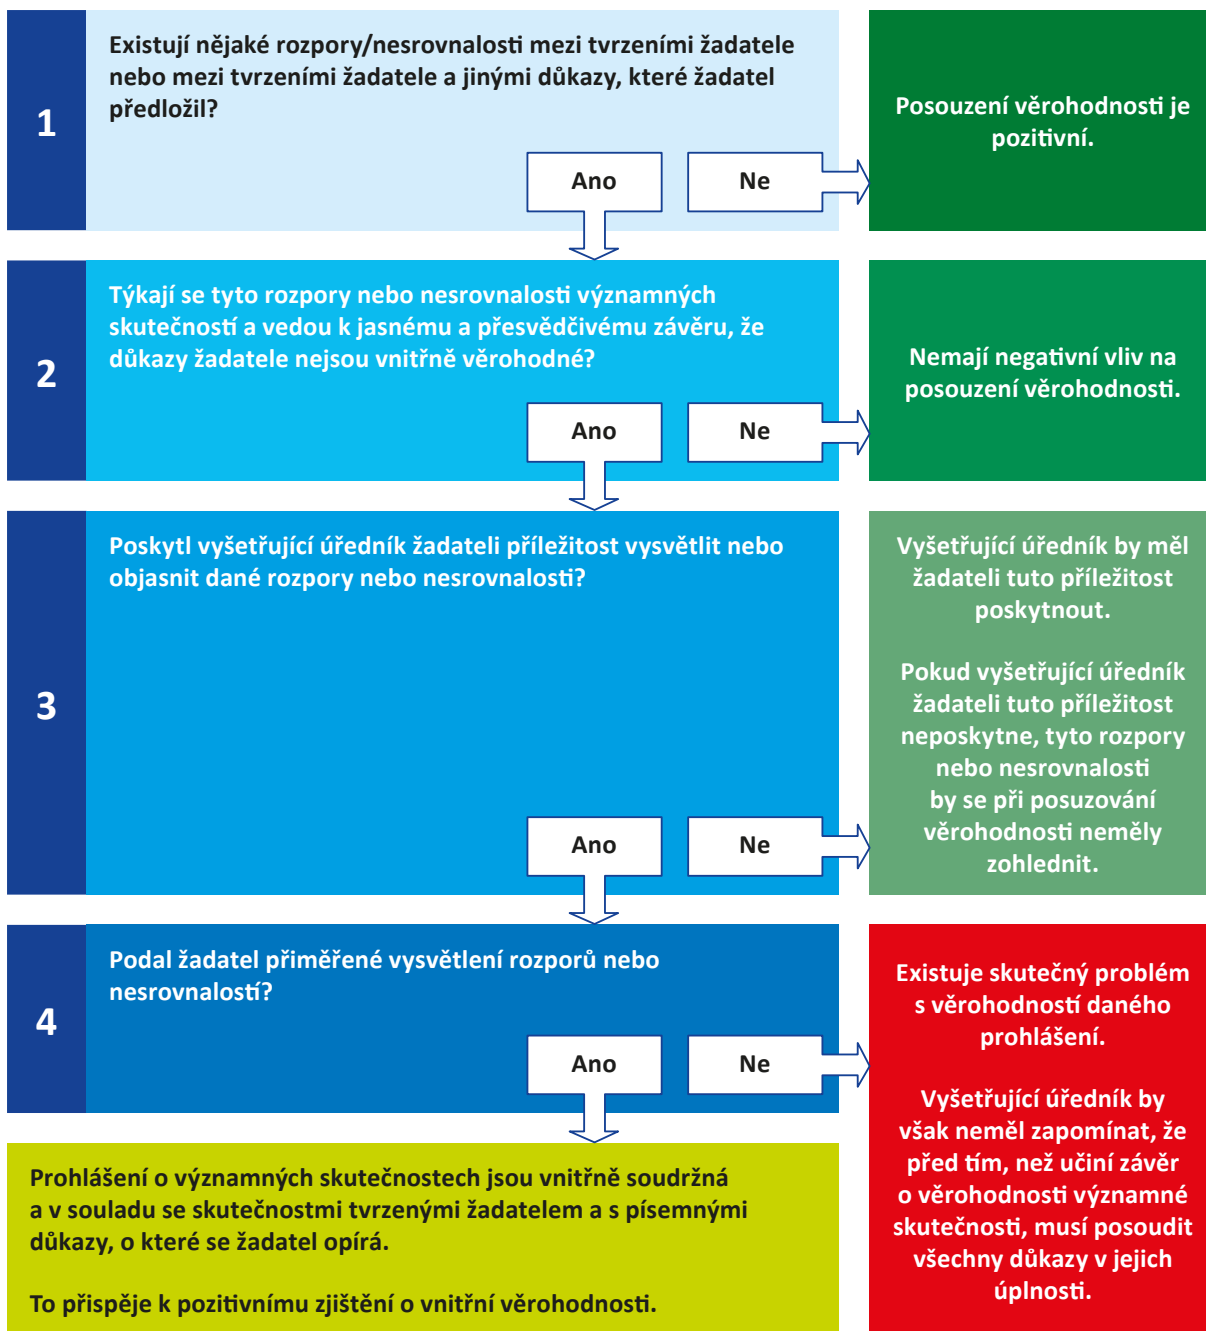 1
Existují nějaké rozpory/nesrovnalosti mezi tvrzeními žadatele
nebo mezi tvrzeními žadatele a jinými důkazy, které žadatel
předložil?
Ano
Ne
Posouzení věrohodnosti je
pozitivní.
2
Týkají se tyto rozpory nebo nesrovnalosti významných
skutečností a vedou k jasnému a přesvědčivému závěru, že
důkazy žadatele nejsou vnitřně věrohodné?
Ano
Ne
Nemají negativní vliv na
posouzení věrohodnosti.
3
Poskytl vyšetřující úředník žadateli příležitost vysvětlit nebo
objasnit dané rozpory nebo nesrovnalosti?
Ano
Ne
Vyšetřující úředník by měl
žadateli tuto příležitost
poskytnout.
Pokud vyšetřující úředník
žadateli tuto příležitost
neposkytne, tyto rozpory
nebo nesrovnalosti
by se při posuzování
věrohodnosti neměly
zohlednit.
4
Podal žadatel přiměřené vysvětlení rozporů nebo
nesrovnalostí?
Ano
Ne
Existuje skutečný problém
s věrohodností daného
prohlášení.
Vyšetřující úředník by
však neměl zapomínat, že
před tím, než učiní závěr
o věrohodnosti významné
skutečnosti, musí posoudit
všechny důkazy v jejich
úplnosti.
Prohlášení o významných skutečnostech jsou vnitřně soudržná
a v souladu se skutečnostmi tvrzenými žadatelem a s písemnými
důkazy, o které se žadatel opírá.
To přispěje k pozitivnímu zjištění o vnitřní věrohodnosti.